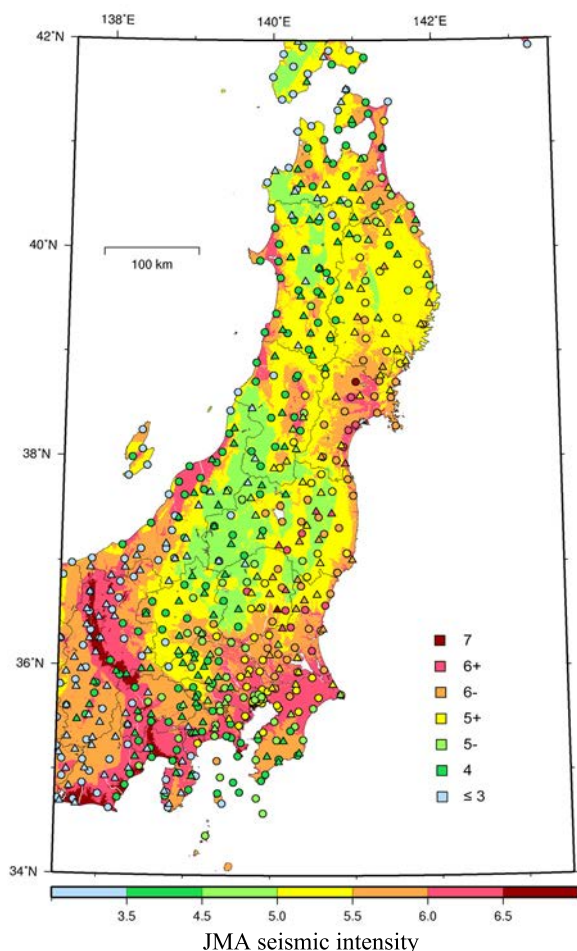 138˚E 140˚E 142˚E
42˚N
40˚N
100 km
38˚N
7
6+
6-
5+
36˚N
5-
4
≤ 3
34˚N
3.5 4.5 5.0 5.5 6.0 6.5
JMA seismic intensity